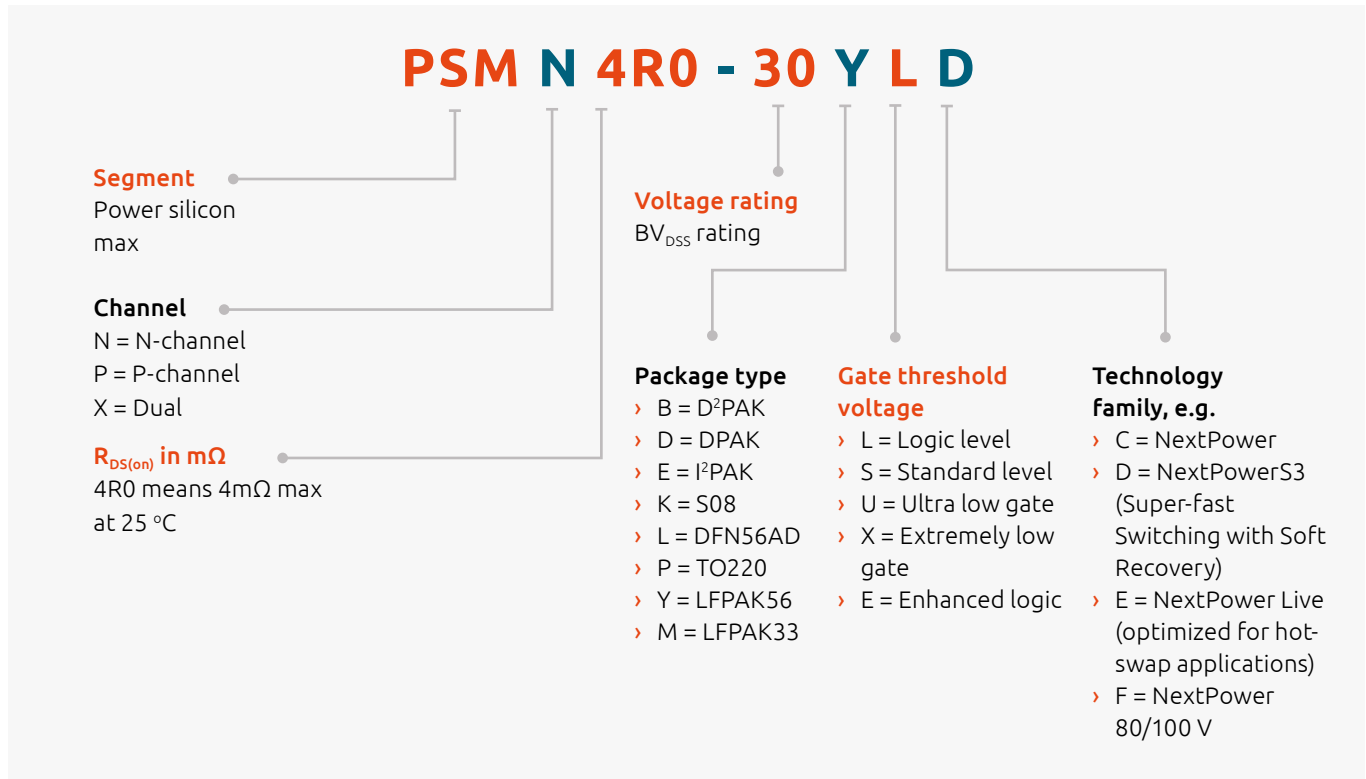 PSM N 4R0 - 30 Y L D
Segment
Power silicon
max
Channel
N = N-channel
P = P-channel
X = Dual
R_DS(on) in mΩ
4R0 means 4mΩ max
at 25 °C
Voltage rating
BV_DSS rating
Package type
› B = D²PAK
› D = DPAK
› E = I²PAK
› K = S08
› L = DFN56AD
› P = TO220
› Y = LFPAK56
› M = LFPAK33
Gate threshold
voltage
› L = Logic level
› S = Standard level
› U = Ultra low gate
› X = Extremely low
gate
› E = Enhanced logic
Technology
family, e.g.
› C = NextPower
› D = NextPowerS3
(Super-fast
Switching with Soft
Recovery)
› E = NextPower Live
(optimized for hot-
swap applications)
› F = NextPower
80/100 V